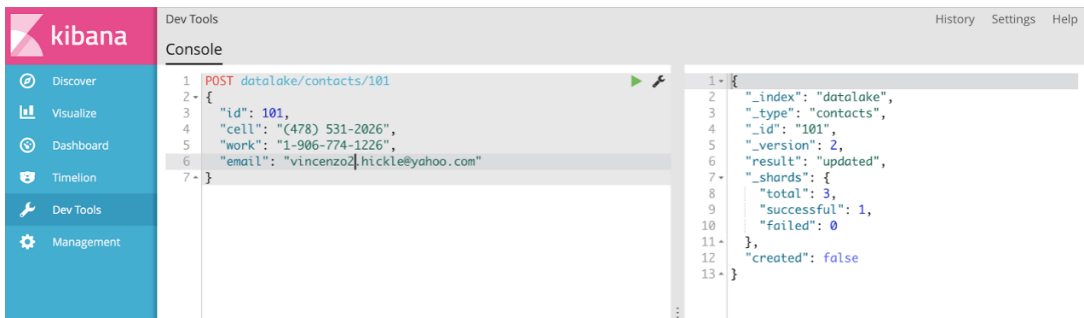 kibana
Discover
Visualize
Dashboard
Timelion
Dev Tools
Management
Dev Tools
History Settings Help
Console
1 POST datalake/contacts/101
2 {
3 "id": 101,
4 "cell": "(478) 531-2026",
5 "work": "1-906-774-1226",
6 "email": "vincenzo2.hickle@yahoo.com"
7 }
1 {
2 "_index": "datalake",
3 "_type": "contacts",
4 "_id": "101",
5 "_version": 2,
6 "result": "updated",
7 "_shards": {
8 "total": 3,
9 "successful": 1,
10 "failed": 0
11 },
12 "created": false
13 }